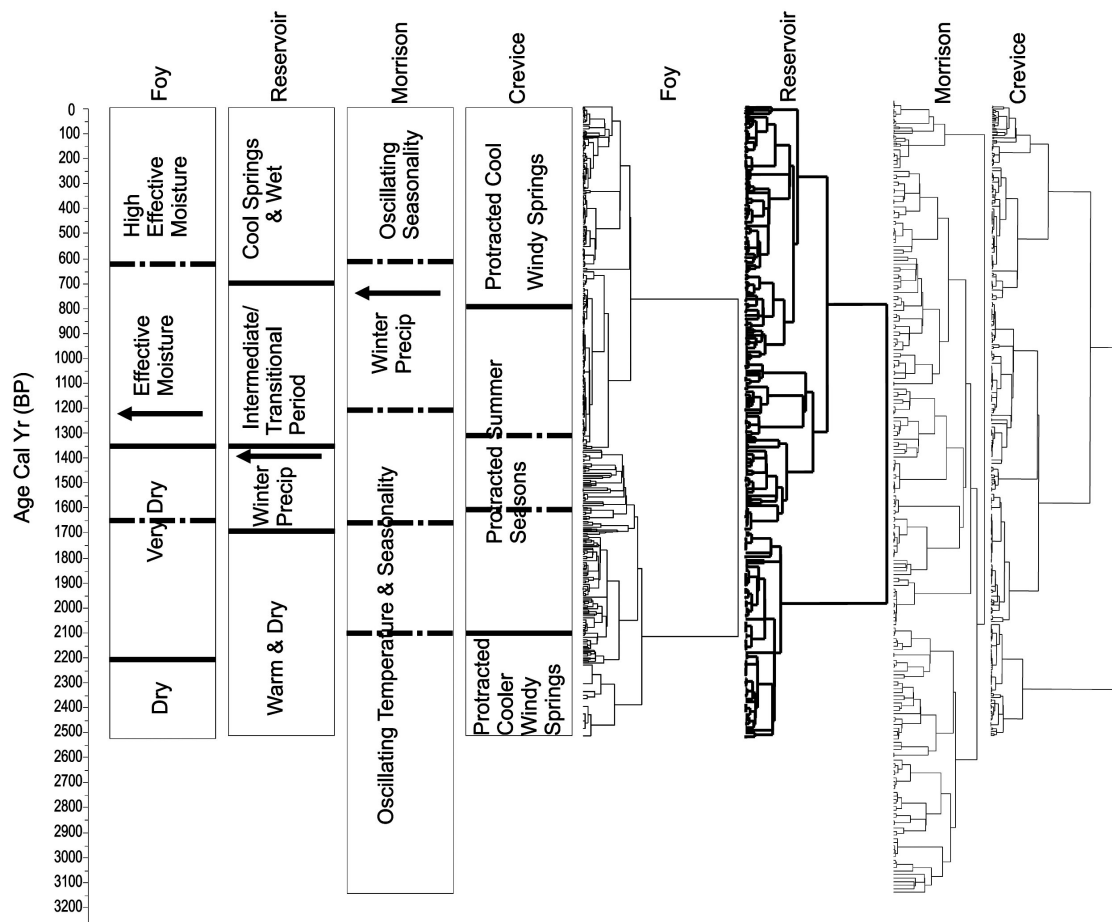 Age Cal Yr (BP)
0
100
200
300
400
500
600
700
800
900
1000
1100
1200
1300
1400
1500
1600
1700
1800
1900
2000
2100
2200
2300
2400
2500
2600
2700
2800
2900
3000
3100
3200
Foy
High
Effective
Moisture
Effective
Moisture
Very Dry
Dry
Reservoir
Cool Springs
& Wet
Intermediate/
Transitional
Period
Winter
Precip
Warm & Dry
Morrison
Oscillating
Seasonality
Winter
Precip
Oscillating Temperature & Seasonality
Crevice
Protracted Cool
Windy Springs
Protracted Summer
Seasons
Protracted
Cooler
Windy
Springs
Foy
Reservoir
Morrison
Crevice